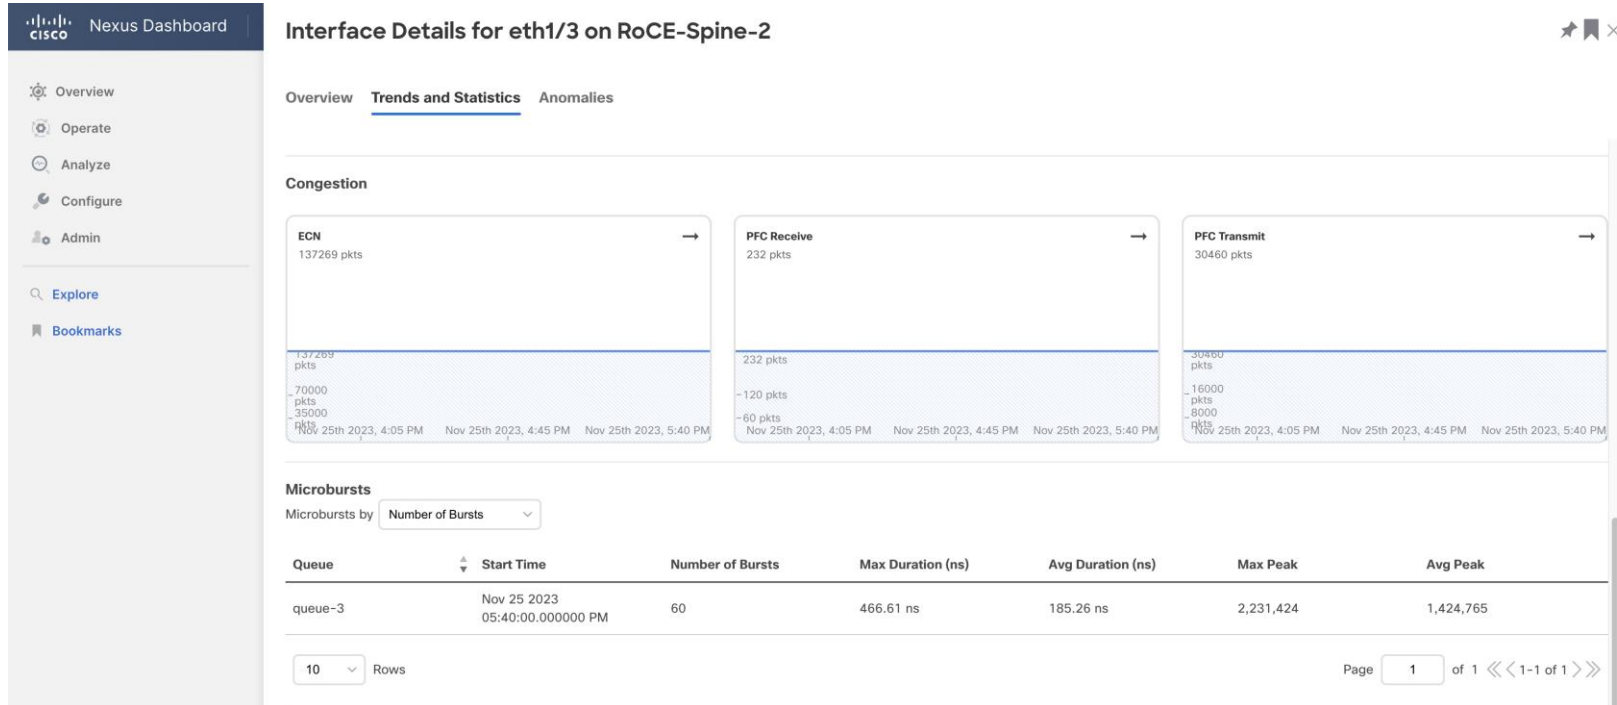 CISCO Nexus Dashboard
Interface Details for eth1/3 on RoCE-Spine-2
Overview
Operate
Analyze
Configure
Admin
Explore
Bookmarks
Overview Trends and Statistics Anomalies
Congestion
ECN
137269 pkts
137269
pkts
70000
pkts
35000
pkts
Nov 25th 2023, 4:05 PM Nov 25th 2023, 4:45 PM Nov 25th 2023, 5:40 PM
PFC Receive
232 pkts
232 pkts
120 pkts
60 pkts
Nov 25th 2023, 4:05 PM Nov 25th 2023, 4:45 PM Nov 25th 2023, 5:40 PM
PFC Transmit
30460 pkts
30460
pkts
16000
pkts
8000
pkts
Nov 25th 2023, 4:05 PM Nov 25th 2023, 4:45 PM Nov 25th 2023, 5:40 PM
Microbursts
Microbursts by Number of Bursts
Queue Start Time Number of Bursts Max Duration (ns) Avg Duration (ns) Max Peak Avg Peak
queue-3 Nov 25 2023 05:40:00.000000 PM 60 466.61 ns 185.26 ns 2,231,424 1,424,765
10 Rows Page 1 of 1 1-1 of 1